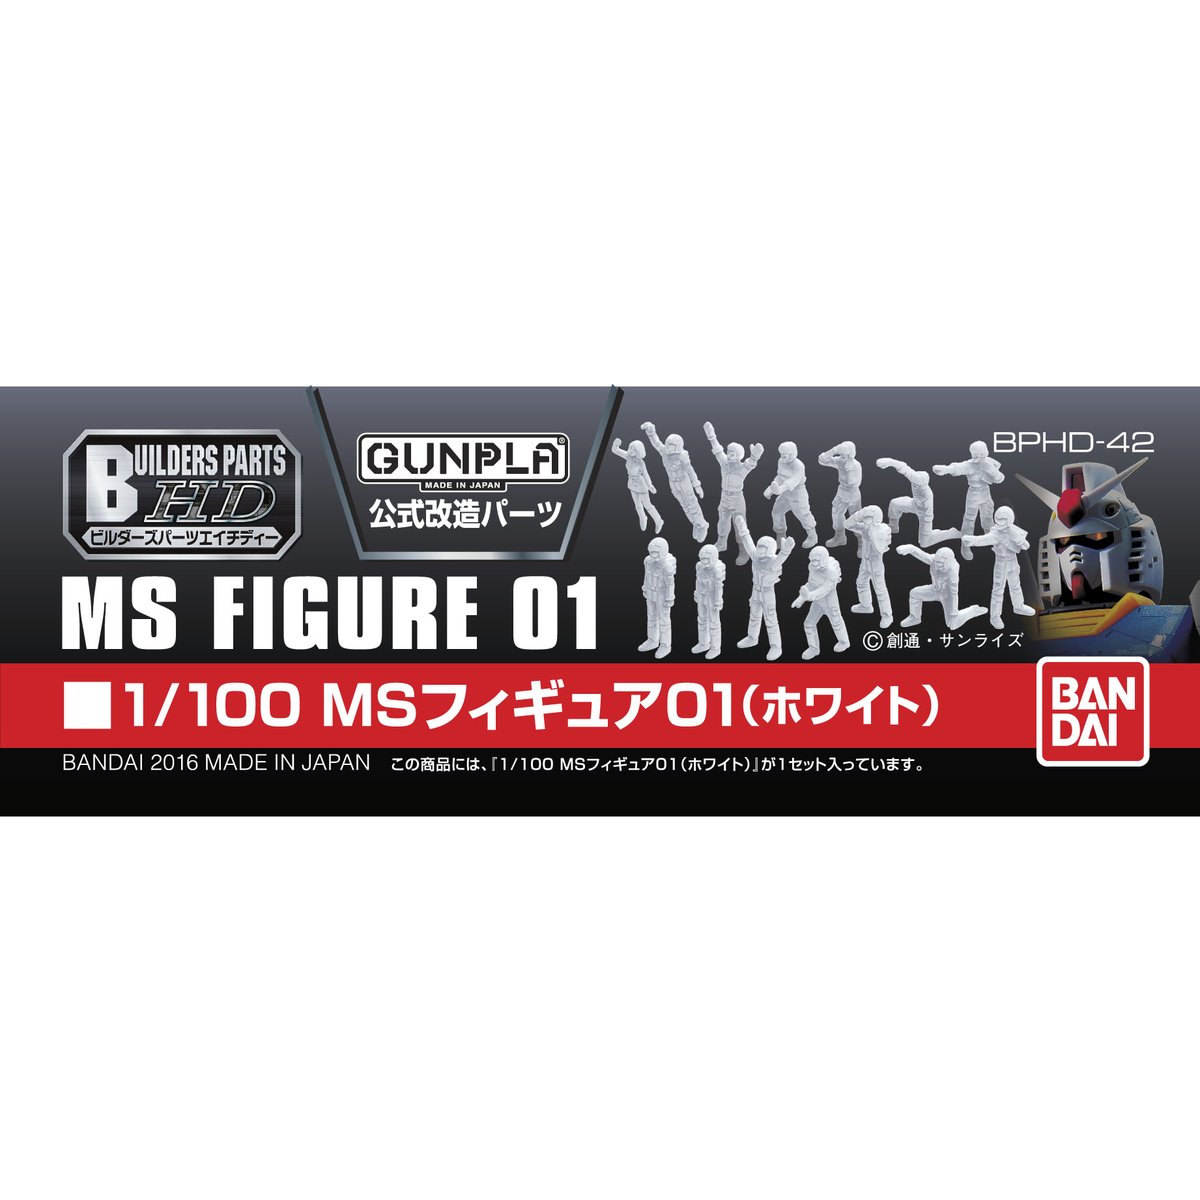 BUILDERS PARTS
HD
ビルダーズパーツエイチディー
GUNPLA®
MADE IN JAPAN
公式改造パーツ
BPHD-42
MS FIGURE 01
©創通・サンライズ
■1/100 MSフィギュア01(ホワイト)
BAN
DAI
BANDAI 2016 MADE IN JAPAN この商品には、『1/100 MSフィギュア01(ホワイト)』が1セット入っています。